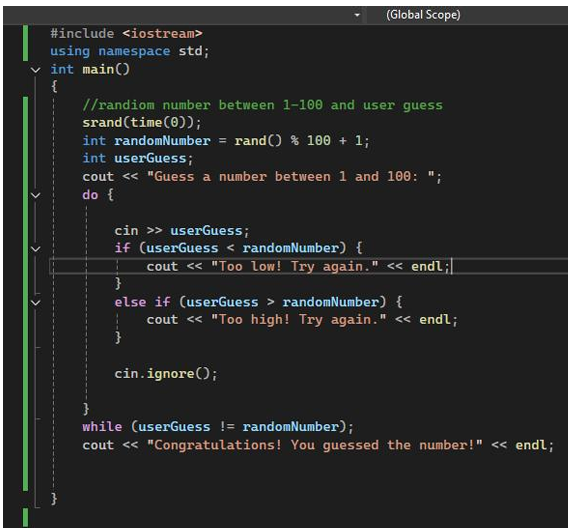 (Global Scope)
#include <iostream>
using namespace std;
int main()
{
//randiom number between 1-100 and user guess
srand(time(0));
int randomNumber = rand() % 100 + 1;
int userGuess;
cout << "Guess a number between 1 and 100: ";
do {
cin >> userGuess;
if (userGuess < randomNumber) {
cout << "Too low! Try again." << endl;
}
else if (userGuess > randomNumber) {
cout << "Too high! Try again." << endl;
}
cin.ignore();
}
while (userGuess != randomNumber);
cout << "Congratulations! You guessed the number!" << endl;
}